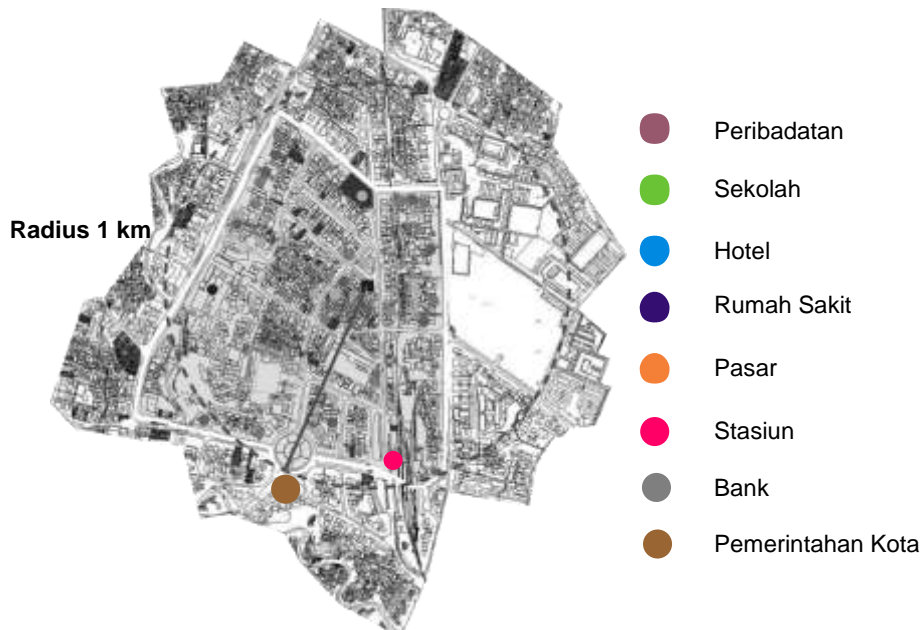 Radius 1 km
Peribadatan
Sekolah
Hotel
Rumah Sakit
Pasar
Stasiun
Bank
Pemerintahan Kota